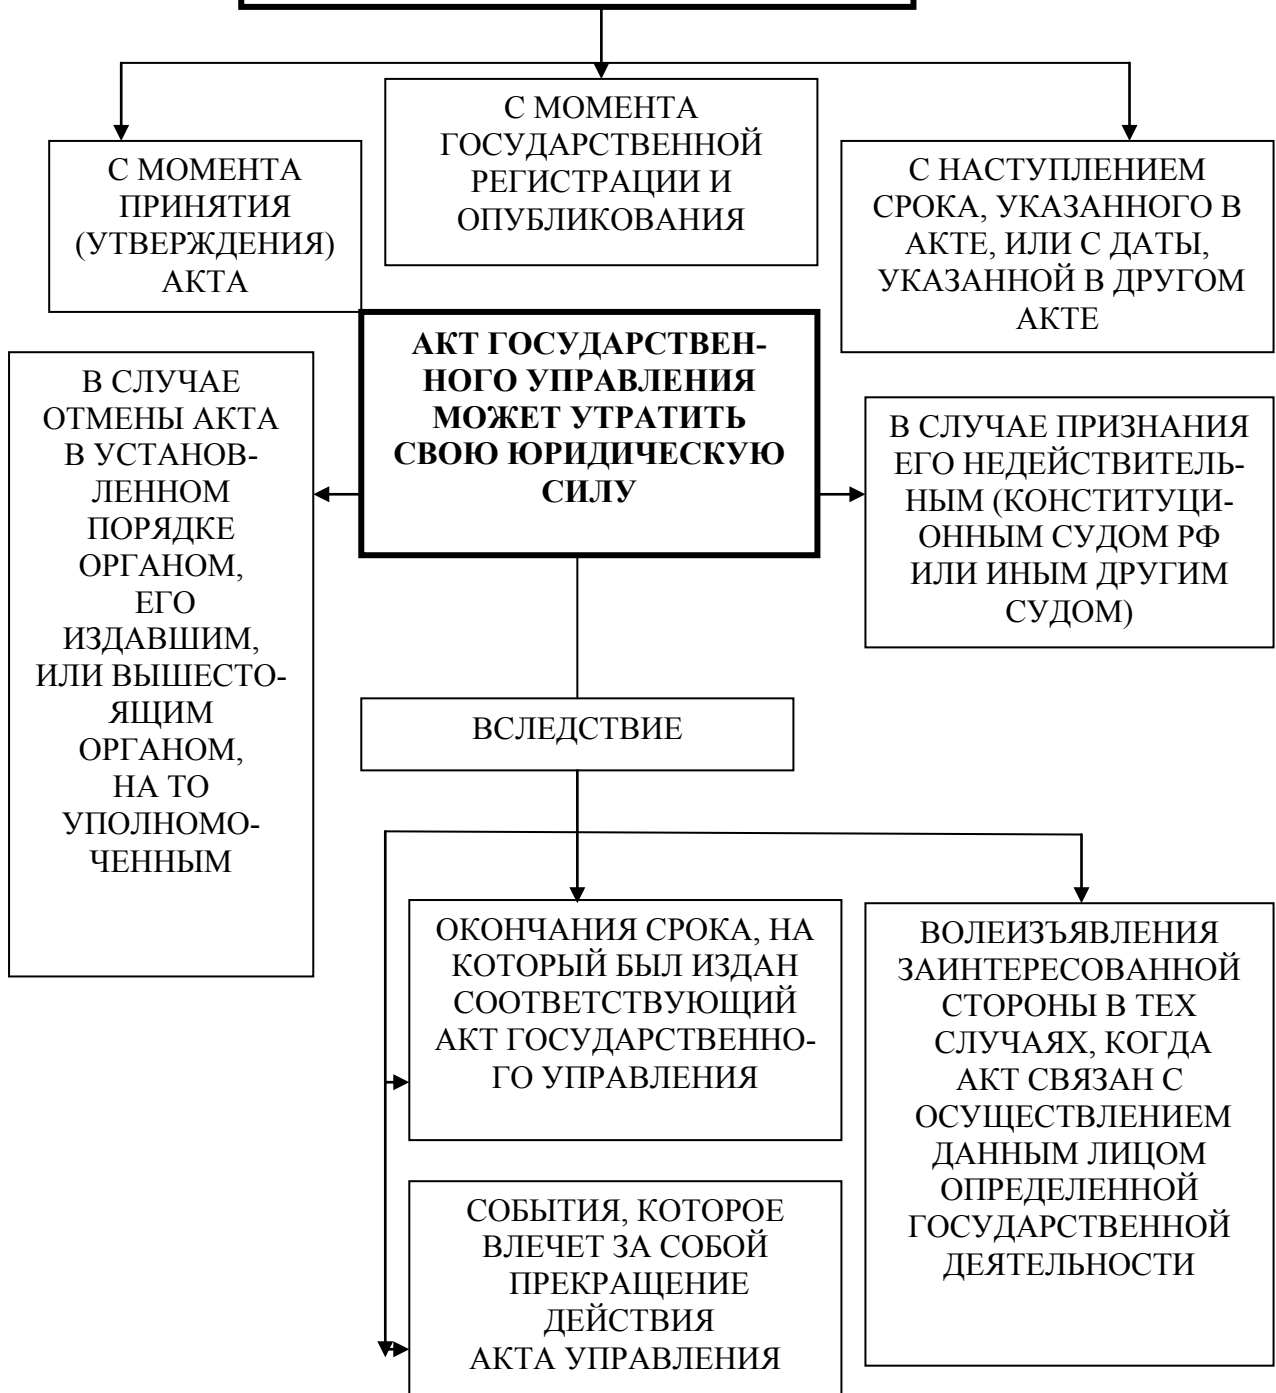 С МОМЕНТА
ГОСУДАРСТВЕННОЙ
РЕГИСТРАЦИИ И
ОПУБЛИКОВАНИЯ
С МОМЕНТА
ПРИНЯТИЯ
(УТВЕРЖДЕНИЯ)
АКТА
С НАСТУПЛЕНИЕМ
СРОКА, УКАЗАННОГО В
АКТЕ, ИЛИ С ДАТЫ,
УКАЗАННОЙ В ДРУГОМ
АКТЕ
АКТ ГОСУДАРСТВЕН-
НОГО УПРАВЛЕНИЯ
МОЖЕТ УТРАТИТЬ
СВОЮ ЮРИДИЧЕСКУЮ
СИЛУ
В СЛУЧАЕ
ОТМЕНЫ АКТА
В УСТАНОВ-
ЛЕННОМ
ПОРЯДКЕ
ОРГАНОМ,
ЕГО
ИЗДАВШИМ,
ИЛИ ВЫШЕСТО-
ЯЩИМ
ОРГАНОМ,
НА ТО
УПОЛНОМО-
ЧЕННЫМ
В СЛУЧАЕ ПРИЗНАНИЯ
ЕГО НЕДЕЙСТВИТЕЛЬ-
НЫМ (КОНСТИТУЦИ-
ОННЫМ СУДОМ РФ
ИЛИ ИНЫМ ДРУГИМ
СУДОМ)
ВСЛЕДСТВИЕ
ОКОНЧАНИЯ СРОКА, НА
КОТОРЫЙ БЫЛ ИЗДАН
СООТВЕТСТВУЮЩИЙ
АКТ ГОСУДАРСТВЕННО-
ГО УПРАВЛЕНИЯ
ВОЛЕИЗЪЯВЛЕНИЯ
ЗАИНТЕРЕСОВАННОЙ
СТОРОНЫ В ТЕХ
СЛУЧАЯХ, КОГДА
АКТ СВЯЗАН С
ОСУЩЕСТВЛЕНИЕМ
ДАННЫМ ЛИЦОМ
ОПРЕДЕЛЕННОЙ
ГОСУДАРСТВЕННОЙ
ДЕЯТЕЛЬНОСТИ
СОБЫТИЯ, КОТОРОЕ
ВЛЕЧЕТ ЗА СОБОЙ
ПРЕКРАЩЕНИЕ
ДЕЙСТВИЯ
АКТА УПРАВЛЕНИЯ